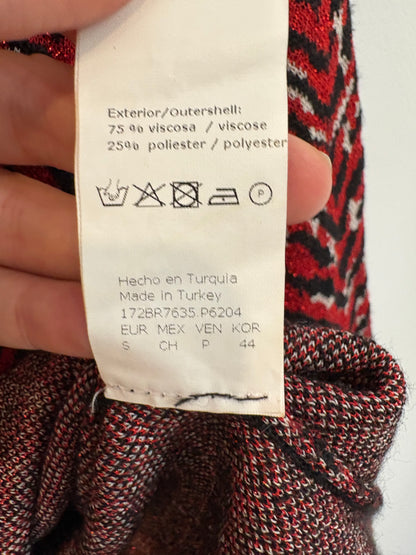 Exterior/Outershell:
75 % viscosa / viscose
25% poliester / polyester
P
Hecho en Turquia
Made in Turkey
172BR7635.P6204
EUR MEX VEN KOR
S CH P 44